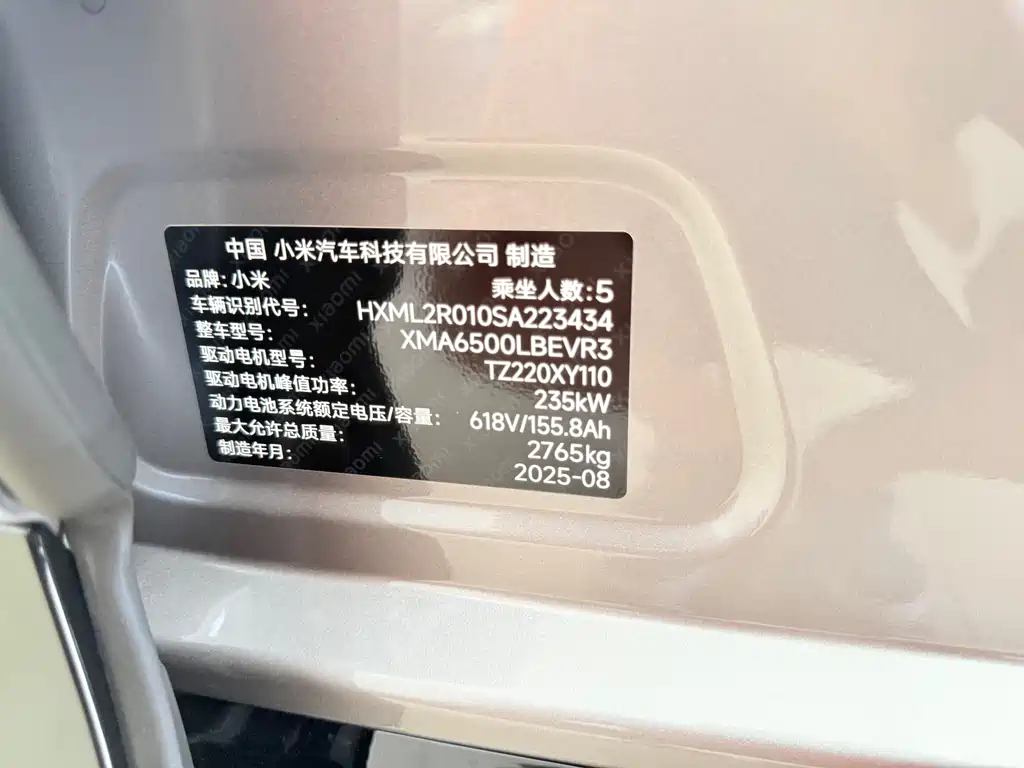 中国 小米汽车科技有限公司 制造
品牌：小米 乘坐人数：5
车辆识别代号： HXML2R010SA223434
整车型号： XMA6500LBEVR3
驱动电机型号： TZ220XY110
驱动电机峰值功率： 235kW
动力电池系统额定电压/容量： 618V/155.8Ah
最大允许总质量： 2765kg
制造年月： 2025-08